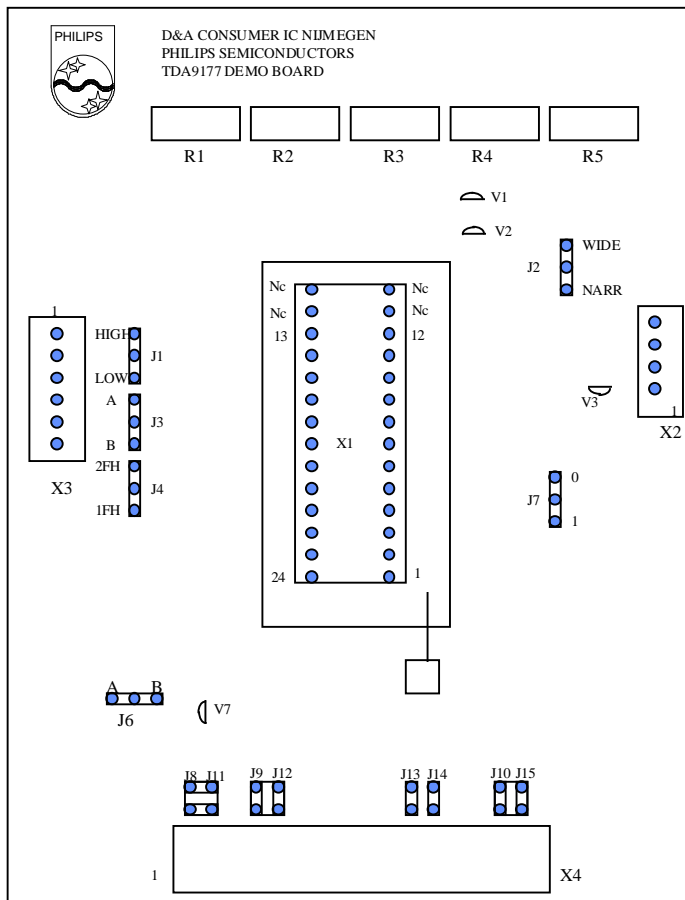 PHILIPS
D&A CONSUMER IC NIJMEGEN
PHILIPS SEMICONDUCTORS
TDA9177 DEMO BOARD
R1 R2 R3 R4 R5
V1
V2
WIDE
J2
NARR
Nc Nc
Nc Nc
13 12
1
HIGH
J1
LOW
A
J3
B
2FH
J4
1FH
X3
X1
V3
1
X2
0
J7
1
24 1
A B
J6
V7
J8 J11 J9 J12 J13 J14 J10 J15
1 X4